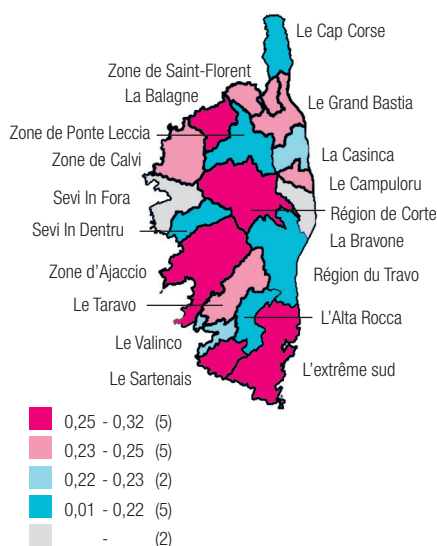 Le Cap Corse
Zone de Saint-Florent
La Balagne
Le Grand Bastia
Zone de Ponte Leccia
La Casinca
Zone de Calvi
Le Campuloru
Sevi In Fora
Région de Corte
Sevi In Dentru
La Bravone
Zone d'Ajaccio
Région du Travo
Le Taravo
L'Alta Rocca
Le Valinco
L'extrême sud
Le Sartenais
0,25 - 0,32 (5)
0,23 - 0,25 (5)
0,22 - 0,23 (2)
0,01 - 0,22 (5)
- (2)